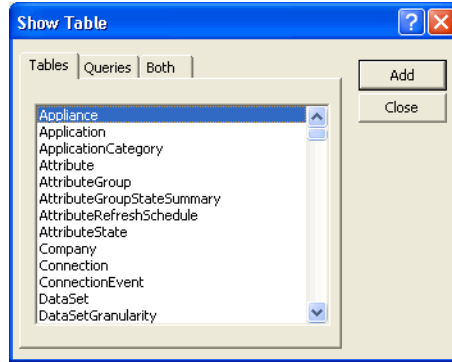 Show Table
Tables Queries Both
Add
Close
Appliance
Application
ApplicationCategory
Attribute
AttributeGroup
AttributeGroupStateSummary
AttributeRefreshSchedule
AttributeState
Company
Connection
ConnectionEvent
DataSet
DataSetGranularity